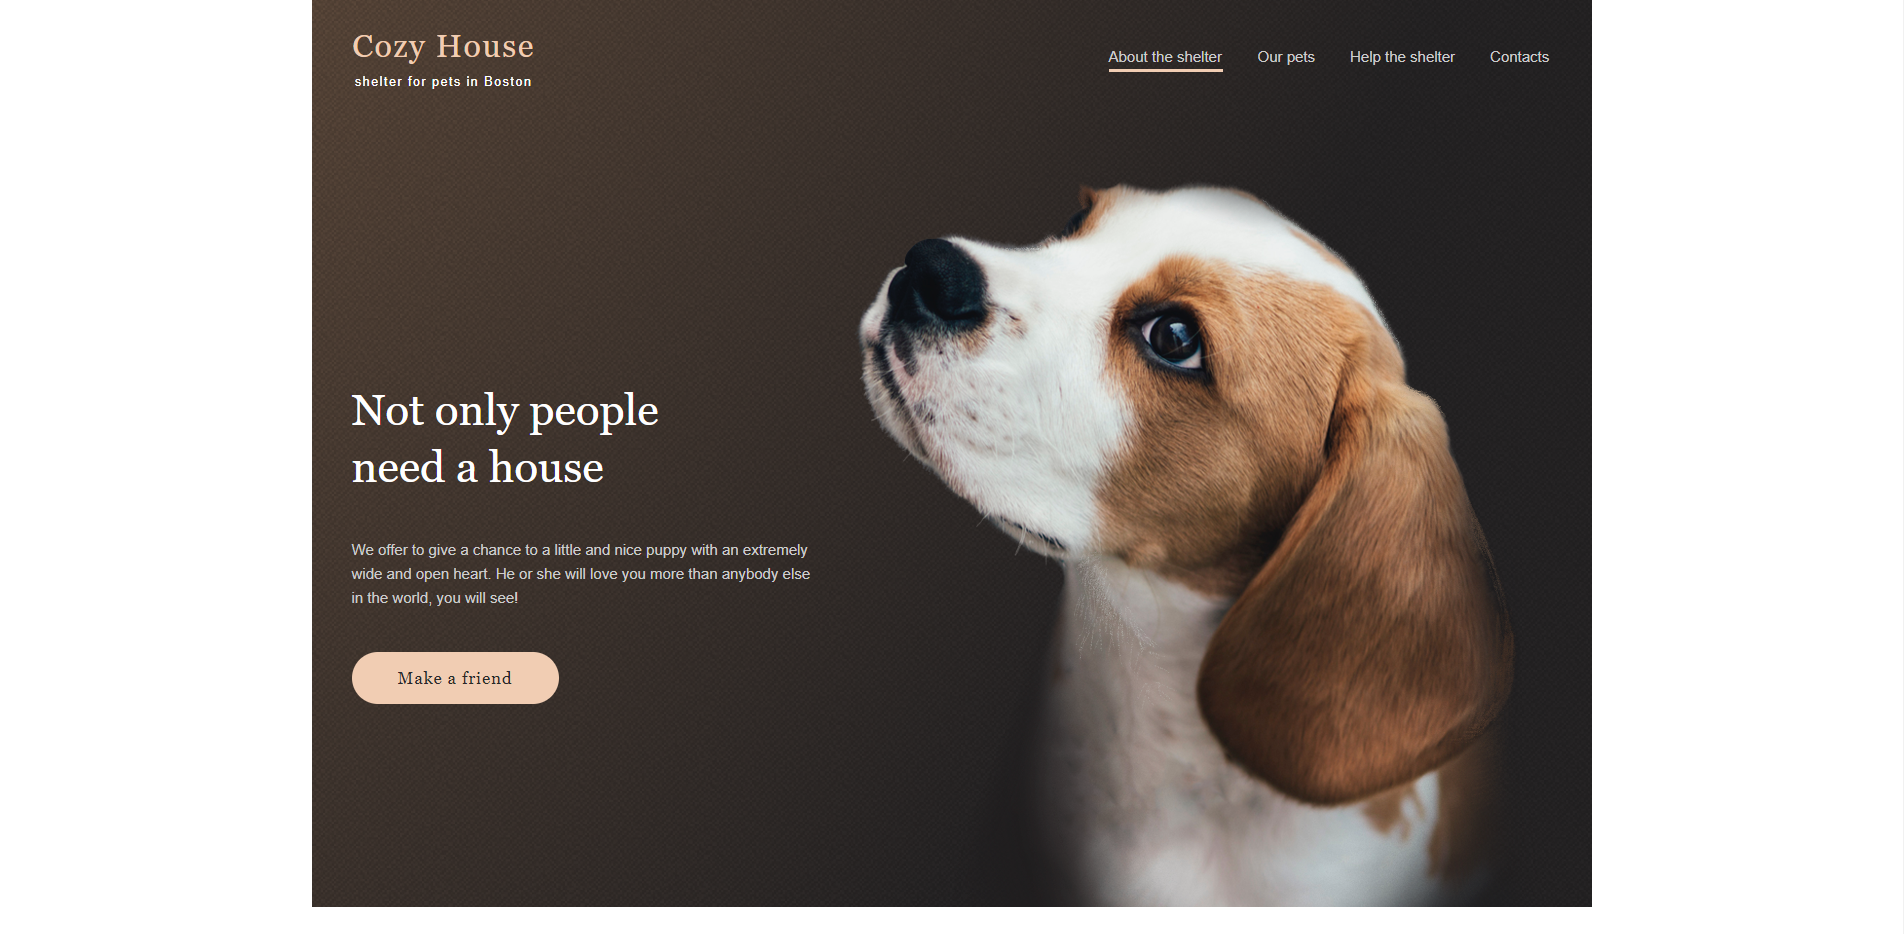 Cozy House
shelter for pets in Boston
About the shelter
Our pets
Help the shelter
Contacts
Not only people
need a house
We offer to give a chance to a little and nice puppy with an extremely
wide and open heart. He or she will love you more than anybody else
in the world, you will see!
Make a friend